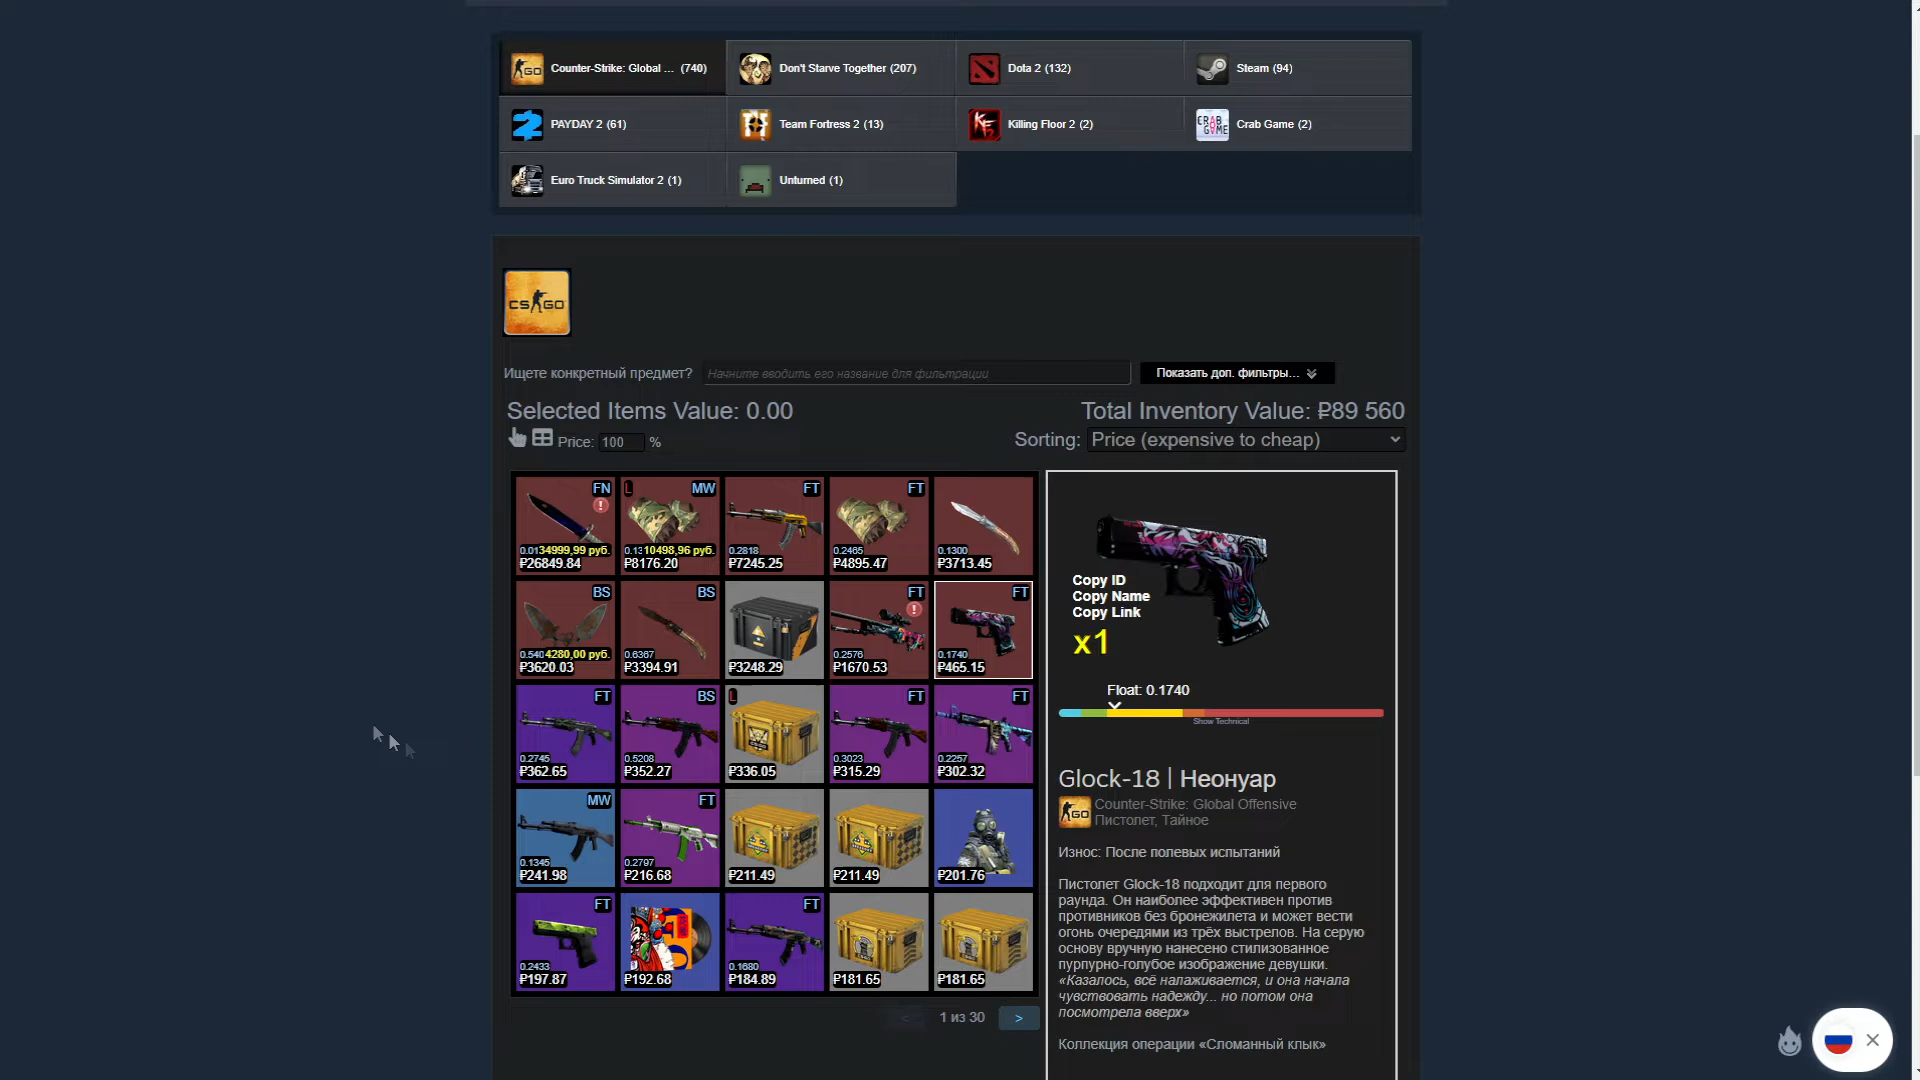 Counter-Strike: Global ... (740)
Don't Starve Together (207)
Dota 2 (132)
Steam (94)
PAYDAY 2 (61)
Team Fortress 2 (13)
Killing Floor 2 (2)
Crab Game (2)
Euro Truck Simulator 2 (1)
Unturned (1)
CS GO
Ищете конкретный предмет?
Начните вводить его название для фильтрации
Показать доп. фильтры...
Selected Items Value: 0.00
Total Inventory Value: ₽89 560
Price: 100 %
Sorting: Price (expensive to cheap)
FN
34999,99 руб.
₽26849.84
L MW
10498,96 руб.
₽8176.20
FT
0.2818
₽7245.25
FT
0.2465
₽4895.47
0.1300
₽3713.45
BS
4280,00 руб.
₽3620.03
BS
0.6367
₽3394.91
₽3248.29
FT
0.2576
₽1670.53
FT
0.1740
₽465.15
FT
0.2745
₽362.65
BS
0.5208
₽352.27
L
₽336.05
FT
0.3023
₽315.29
FT
0.2257
₽302.32
MW
0.1345
₽241.98
FT
0.2797
₽216.68
₽211.49
₽211.49
₽201.76
FT
0.2433
₽197.87
₽192.68
FT
0.1680
₽184.89
₽181.65
₽181.65
< 1 из 30 >
Copy ID
Copy Name
Copy Link
x1
Float: 0.1740
Show Technical
Glock-18 | Неонуар
Counter-Strike: Global Offensive
Пистолет, Тайное
Износ: После полевых испытаний
Пистолет Glock-18 подходит для первого
раунда. Он наиболее эффективен против
противников без бронежилета и может вести
огонь очередями из трёх выстрелов. На серую
основу вручную нанесено стилизованное
пурпурно-голубое изображение девушки.
«Казалось, всё налаживается, и она начала
чувствовать надежду... но потом она
посмотрела вверх»
Коллекция операции «Сломанный клык»